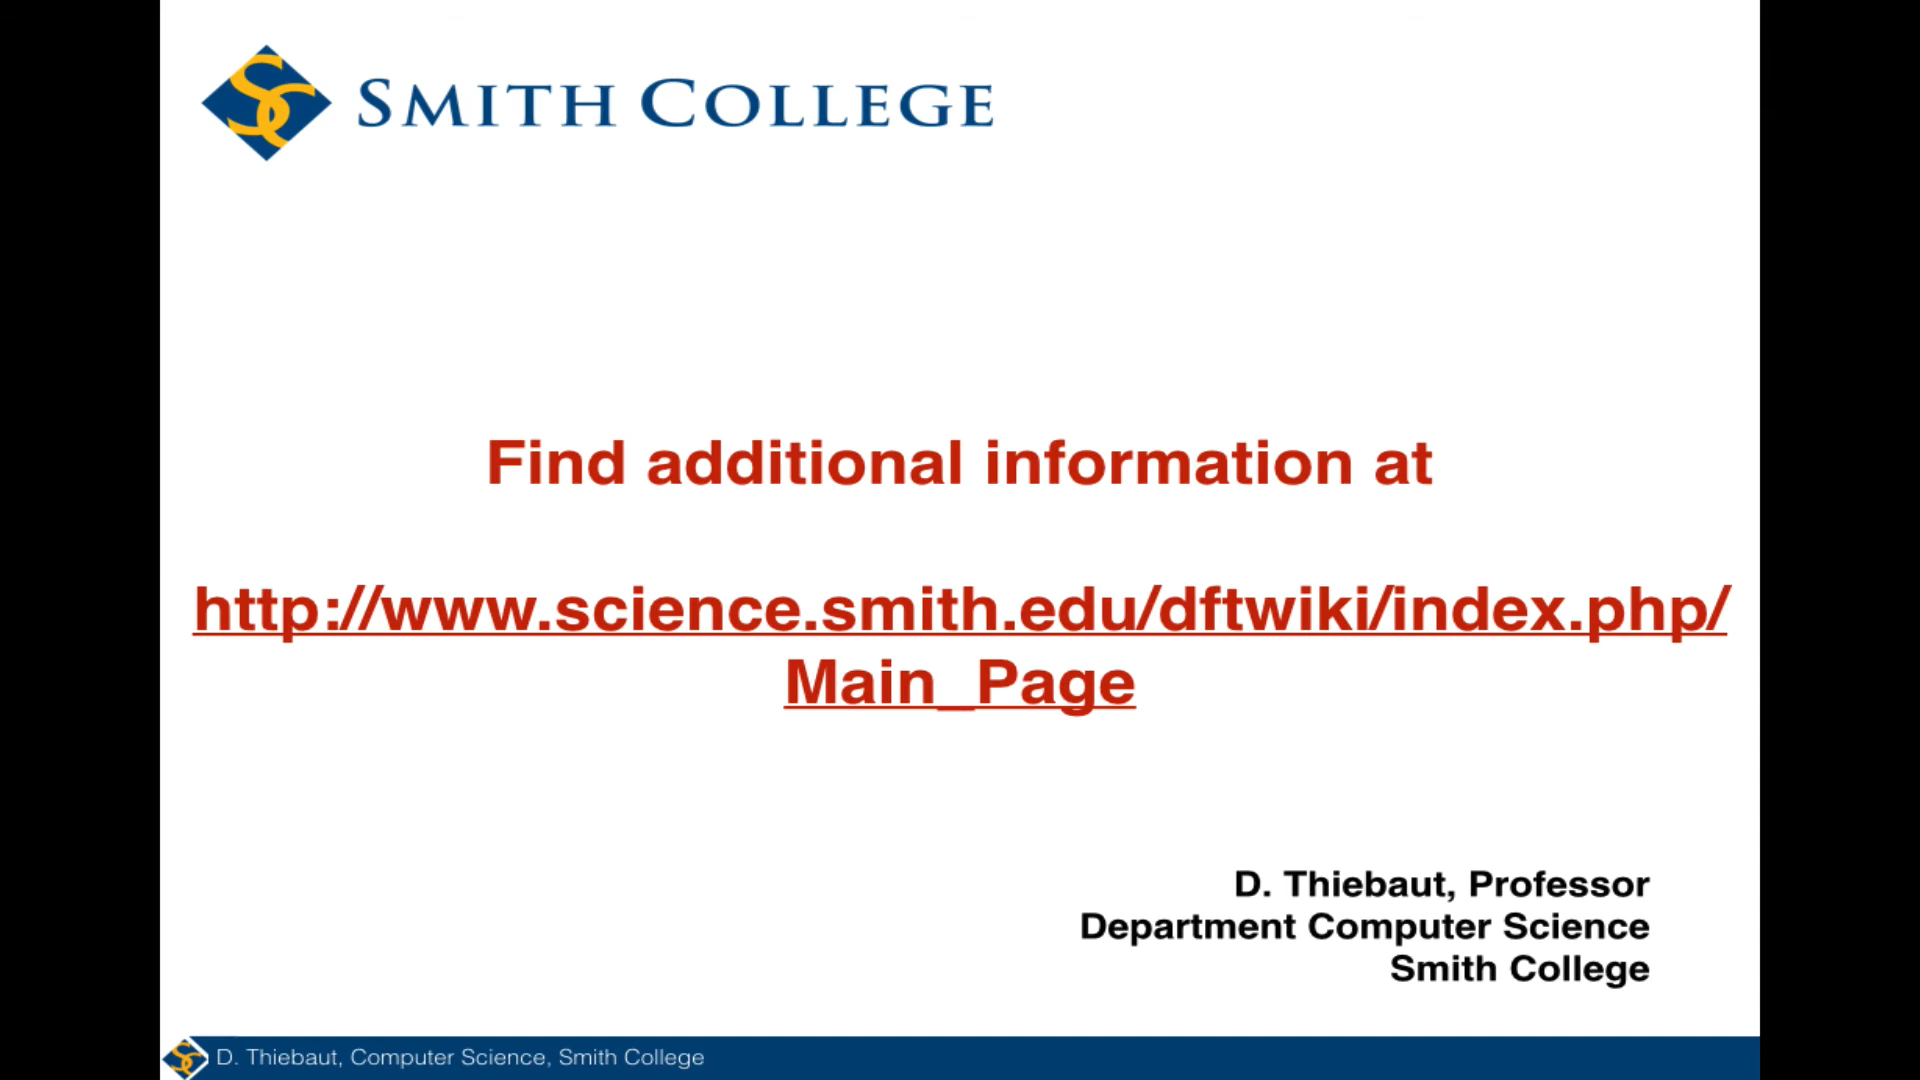 SMITH COLLEGE
Find additional information at
http://www.science.smith.edu/dftwiki/index.php/
Main_Page
D. Thiebaut, Professor
Department Computer Science
Smith College
D. Thiebaut, Computer Science, Smith College